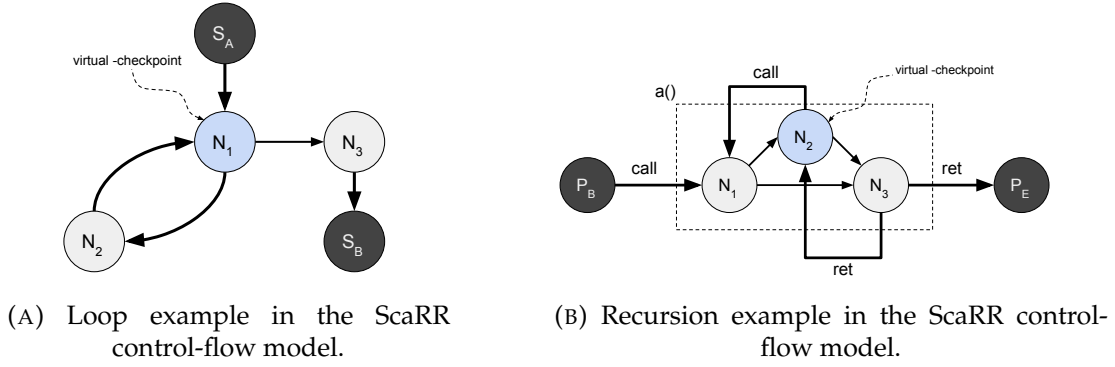 S_A
virtual -checkpoint
N_1
N_3
N_2
S_B
(A) Loop example in the ScaRR
control-flow model.
virtual -checkpoint
call
a()
N_2
call
ret
P_B
N_1
N_3
P_E
ret
(B) Recursion example in the ScaRR control-
flow model.